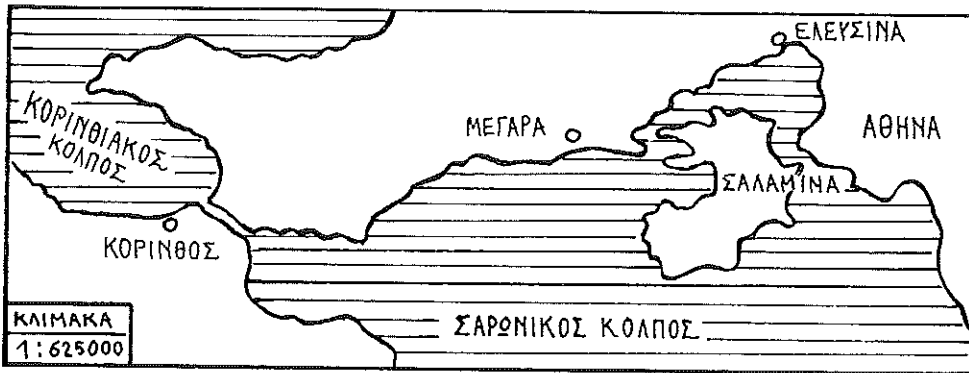 ΕΛΕΥΣΙΝΑ
ΚΟΡΙΝΘΙΑΚΟΣ
ΚΟΛΠΟΣ
ΜΕΓΑΡΑ
ΑΘΗΝΑ
ΣΑΛΑΜΙΝΑ
ΚΟΡΙΝΘΟΣ
ΚΛΙΜΑΚΑ
1:625000
ΣΑΡΩΝΙΚΟΣ ΚΟΛΠΟΣ